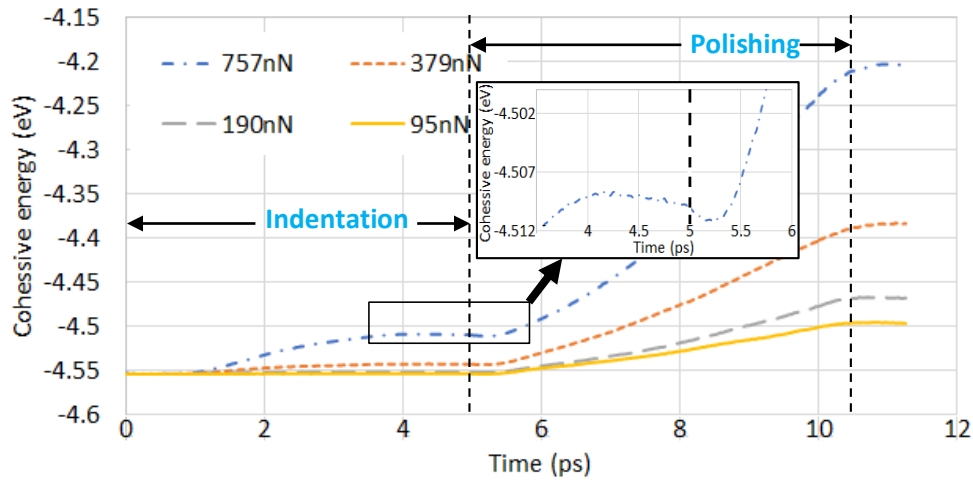 -4.15
-4.2
-4.25
-4.3
-4.35
-4.4
-4.45
-4.5
-4.55
-4.6
Cohessive energy (eV)
757nN
379nN
190nN
95nN
Indentation
Polishing
Cohessive energy (eV)
-4.502
-4.507
-4.512
4
4.5
5
5.5
6
Time (ps)
0
2
4
6
8
10
12
Time (ps)